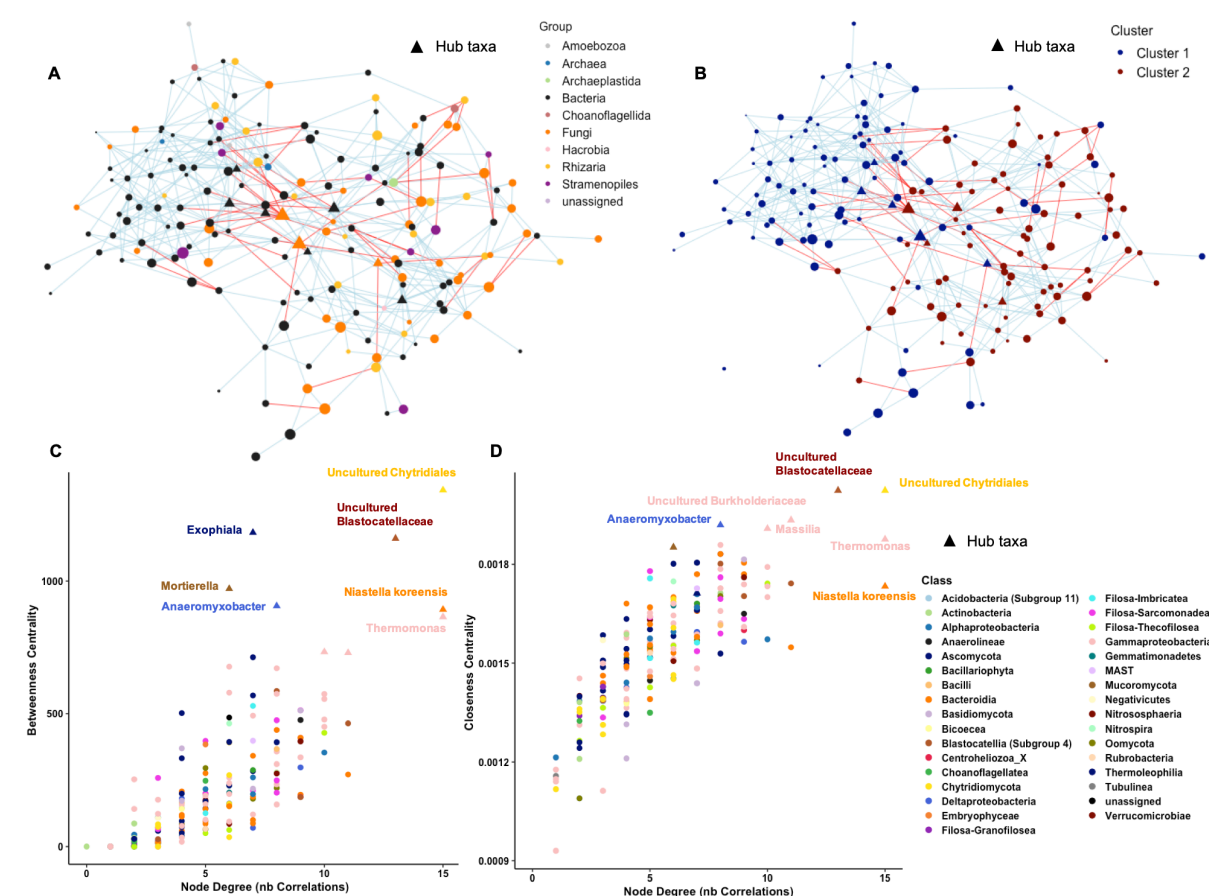 A
▲ Hub taxa
Group
Amoebozoa
Archaea
Archaeplastida
Bacteria
Choanoflagellida
Fungi
Hacrobia
Rhizaria
Stramenopiles
unassigned
B
▲ Hub taxa
Cluster
Cluster 1
Cluster 2
C
Uncultured Chytridiales
Uncultured
Blastocatellaceae
Exophiala
Mortierella
Anaeromyxobacter
Niastella koreensis
Thermomonas
Betweenness Centrality
1000
500
0
0
5
10
15
Node Degree (nb Correlations)
D
Uncultured
Blastocatellaceae
Uncultured Chytridiales
Uncultured Burkholderiaceae
Anaeromyxobacter
Massilia
Thermomonas
Niastella koreensis
Closeness Centrality
0.0018
0.0015
0.0012
0.0009
0
5
10
15
Node Degree (nb Correlations)
▲ Hub taxa
Class
Acidobacteria (Subgroup 11)
Actinobacteria
Alphaproteobacteria
Anaerolineae
Ascomycota
Bacillariophyta
Bacilli
Bacteroidia
Basidiomycota
Bicoecea
Blastocatellia (Subgroup 4)
Centroheliozoa_X
Choanoflagellatea
Chytridiomycota
Deltaproteobacteria
Embryophyceae
Filosa-Granofilosea
Filosa-Imbricatea
Filosa-Sarcomonadea
Filosa-Thecofilosea
Gammaproteobacteria
Gemmatimonadetes
MAST
Mucoromycota
Negativicutes
Nitrososphaeria
Nitrospira
Oomycota
Rubrobacteria
Thermoleophilia
Tubulinea
unassigned
Verrucomicrobiae